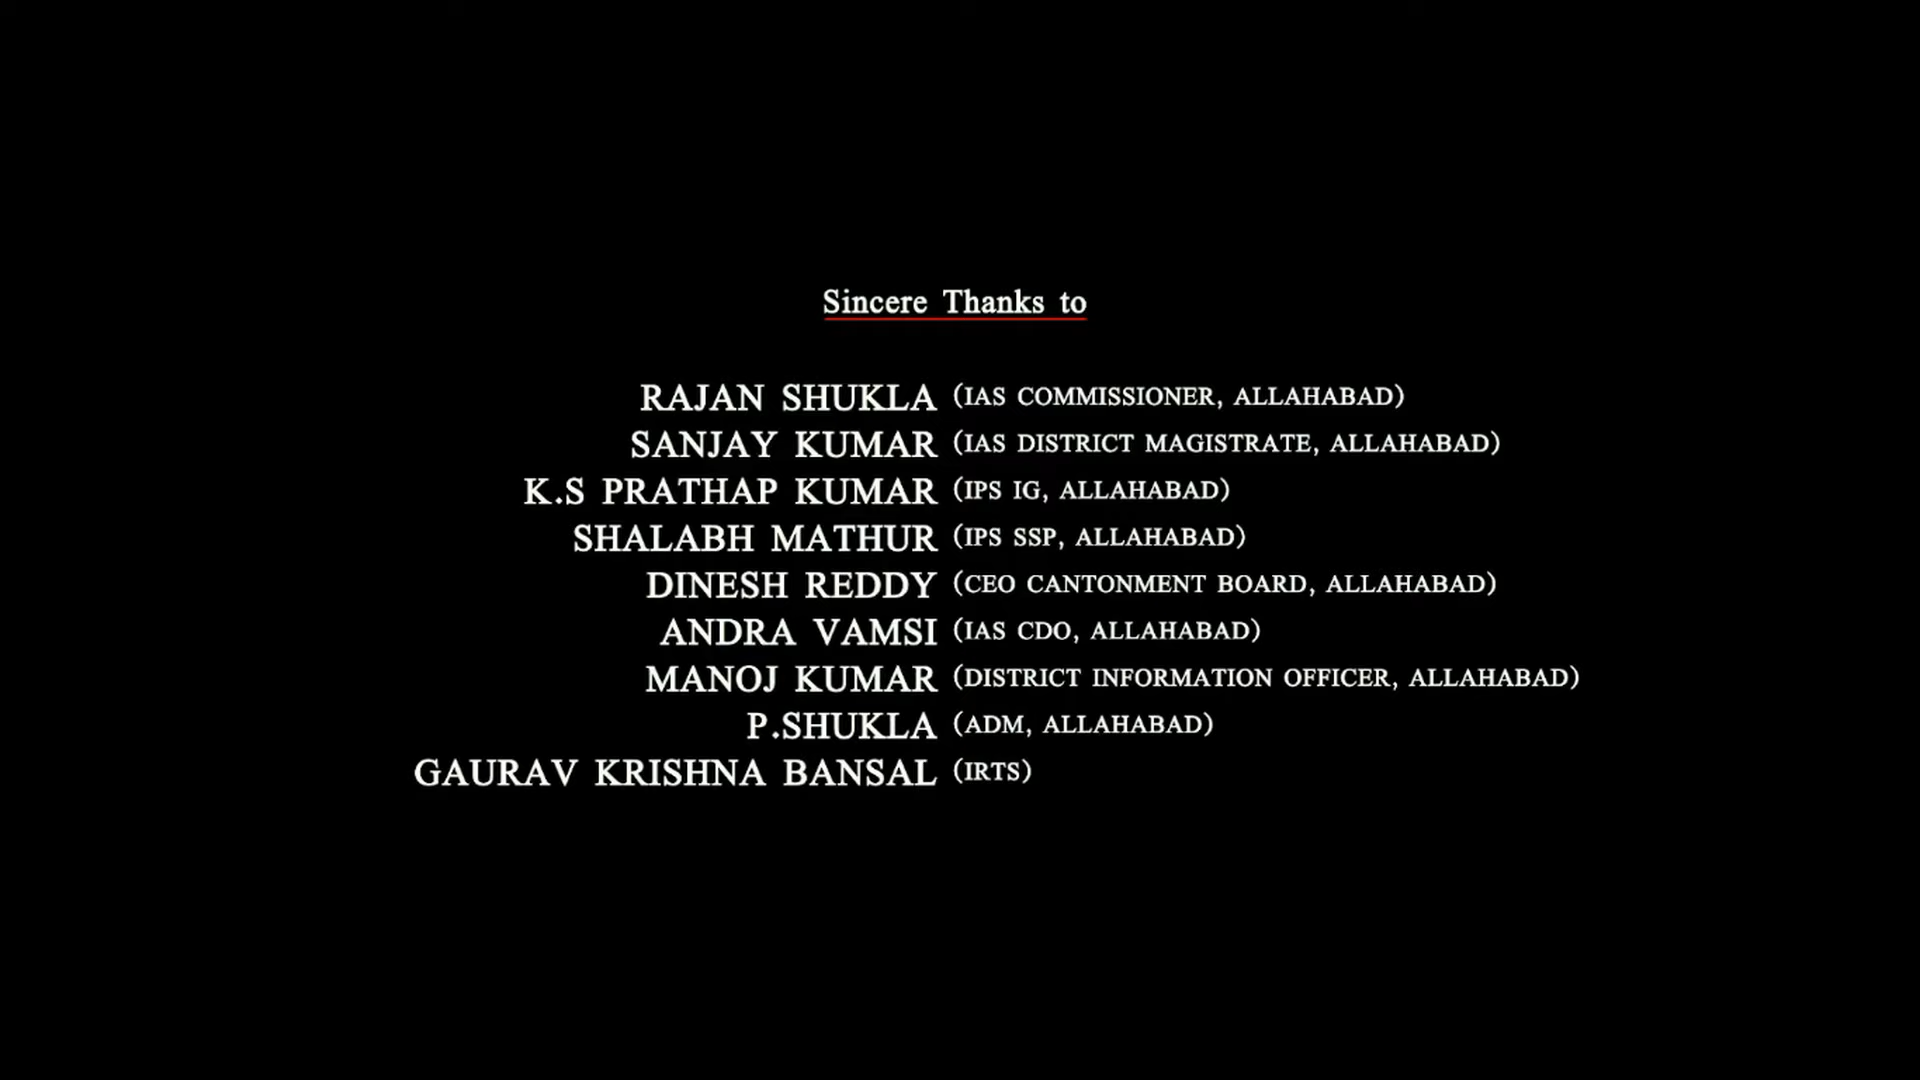 Sincere Thanks to
RAJAN SHUKLA (IAS COMMISSIONER, ALLAHABAD)
SANJAY KUMAR (IAS DISTRICT MAGISTRATE, ALLAHABAD)
K.S PRATHAP KUMAR (IPS IG, ALLAHABAD)
SHALABH MATHUR (IPS SSP, ALLAHABAD)
DINESH REDDY (CEO CANTONMENT BOARD, ALLAHABAD)
ANDRA VAMSI (IAS CDO, ALLAHABAD)
MANOJ KUMAR (DISTRICT INFORMATION OFFICER, ALLAHABAD)
P.SHUKLA (ADM, ALLAHABAD)
GAURAV KRISHNA BANSAL (IRTS)